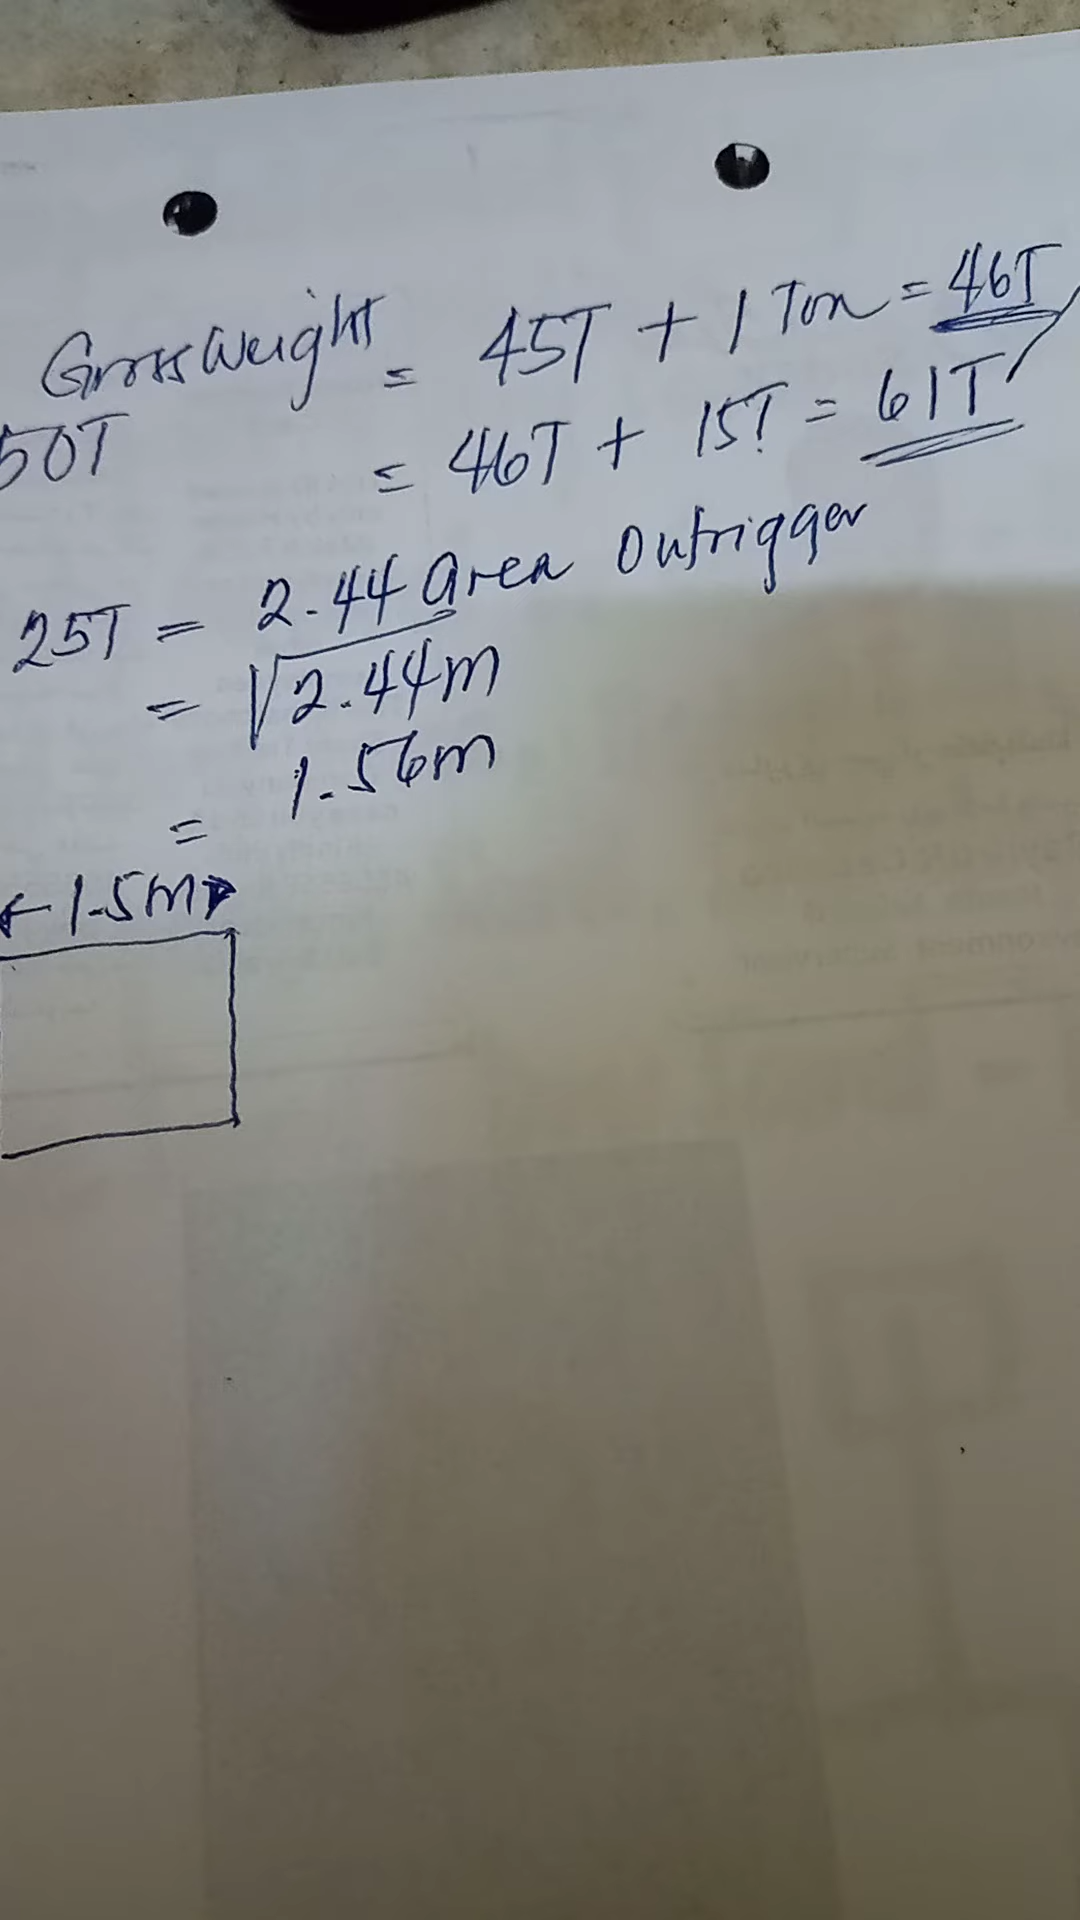 Gross Weight = 45T + 1 Ton = 46T
50T = 46T + 15T = 61T
25T = 2.44 area Outrigger
= √2.44m
= 1.56m
1.5m